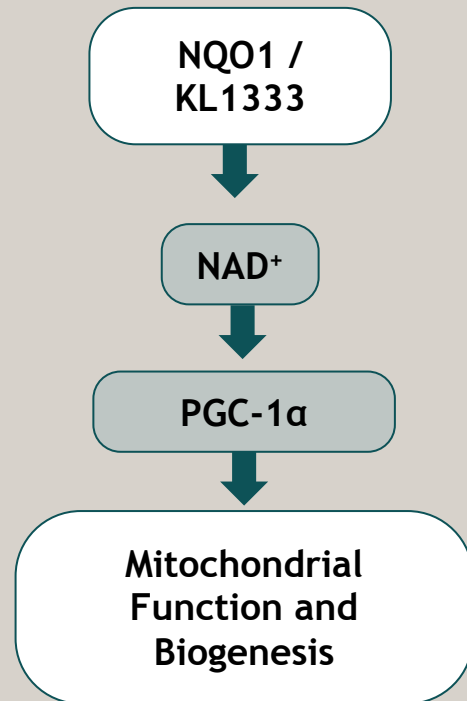 NQO1 /
KL1333
NAD⁺
PGC-1α
Mitochondrial
Function and
Biogenesis